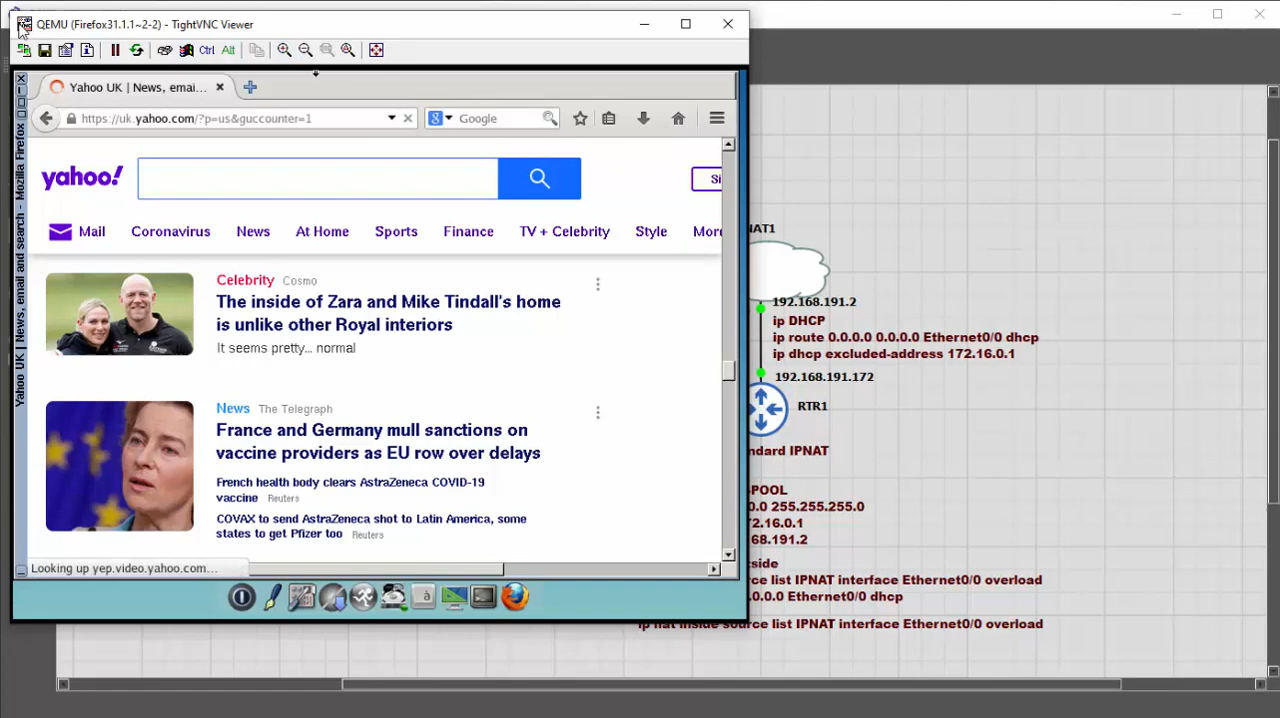 QEMU (Firefox31.1.1~2-2) - TightVNC Viewer
Ctrl Alt
Yahoo UK | News, email and search - Mozilla Firefox
Yahoo UK | News, emai...
https://uk.yahoo.com/?p=us&guccounter=1
Google
yahoo!
Si
Mail Coronavirus News At Home Sports Finance TV + Celebrity Style More
Celebrity Cosmo
The inside of Zara and Mike Tindall's home
is unlike other Royal interiors
It seems pretty... normal
News The Telegraph
France and Germany mull sanctions on
vaccine providers as EU row over delays
French health body clears AstraZeneca COVID-19
vaccine Reuters
COVAX to send AstraZeneca shot to Latin America, some
states to get Pfizer too Reuters
Looking up yep.video.yahoo.com...
NAT1
192.168.191.2
ip DHCP
ip route 0.0.0.0 0.0.0.0 Ethernet0/0 dhcp
ip dhcp excluded-address 172.16.0.1
192.168.191.172
RTR1
ndard IPNAT
POOL
0.0 255.255.255.0
72.16.0.1
68.191.2
tside
urce list IPNAT interface Ethernet0/0 overload
0.0.0.0 Ethernet0/0 dhcp
ip nat inside source list IPNAT interface Ethernet0/0 overload